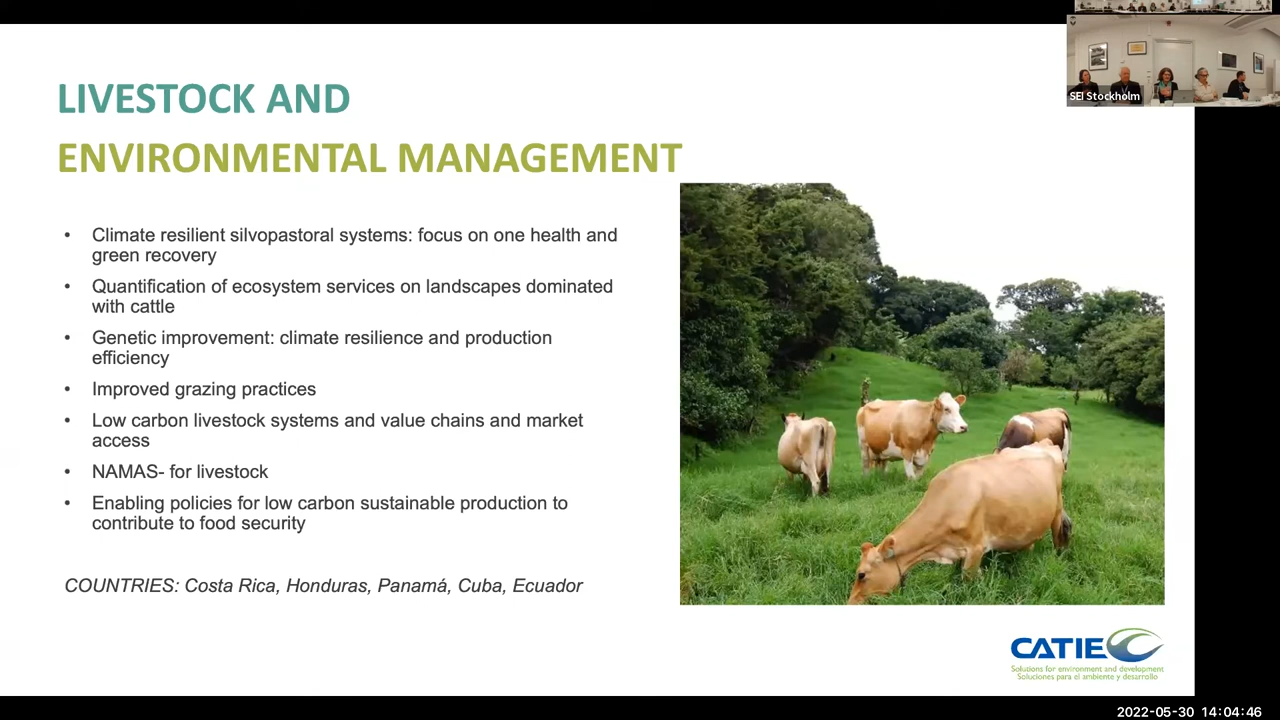 SEI Stockholm
LIVESTOCK AND
ENVIRONMENTAL MANAGEMENT
• Climate resilient silvopastoral systems: focus on one health and
green recovery
• Quantification of ecosystem services on landscapes dominated
with cattle
• Genetic improvement: climate resilience and production
efficiency
• Improved grazing practices
• Low carbon livestock systems and value chains and market
access
• NAMAS- for livestock
• Enabling policies for low carbon sustainable production to
contribute to food security
COUNTRIES: Costa Rica, Honduras, Panamá, Cuba, Ecuador
CATIE
Solutions for environment and development
Soluciones para el ambiente y desarrollo
2022-05-30 14:04:46